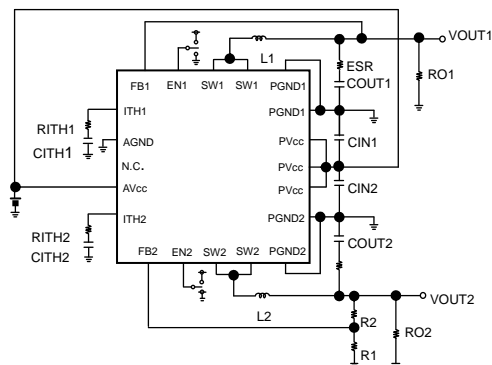 VOUT1
L1
ESR
COUT1
RO1
FB1 EN1 SW1 SW1 PGND1
ITH1
PGND1
RITH1
CITH1
AGND
PVcc
CIN1
N.C.
PVcc
AVcc
PVcc
CIN2
ITH2
PGND2
RITH2
CITH2
COUT2
FB2 EN2 SW2 SW2 PGND2
VOUT2
L2
R2
RO2
R1